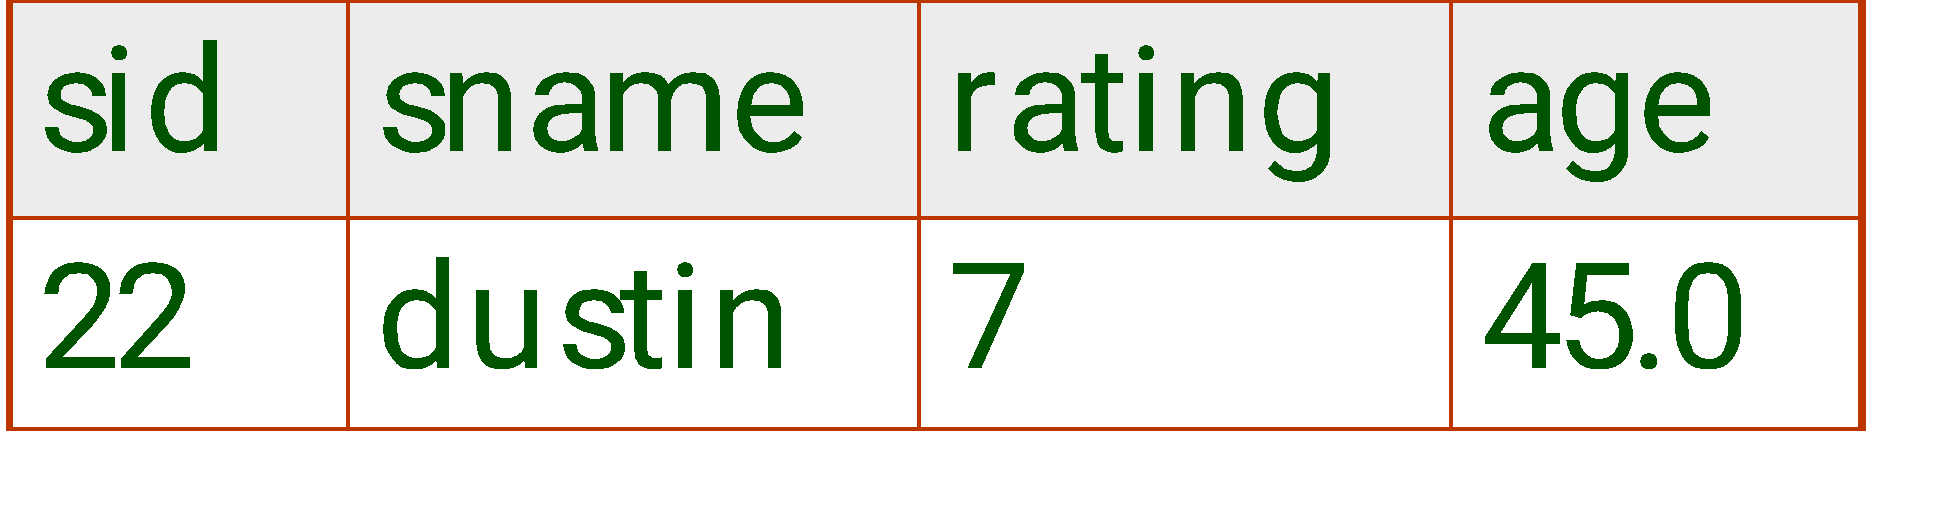 sid sname rating age
22 dustin 7 45.0